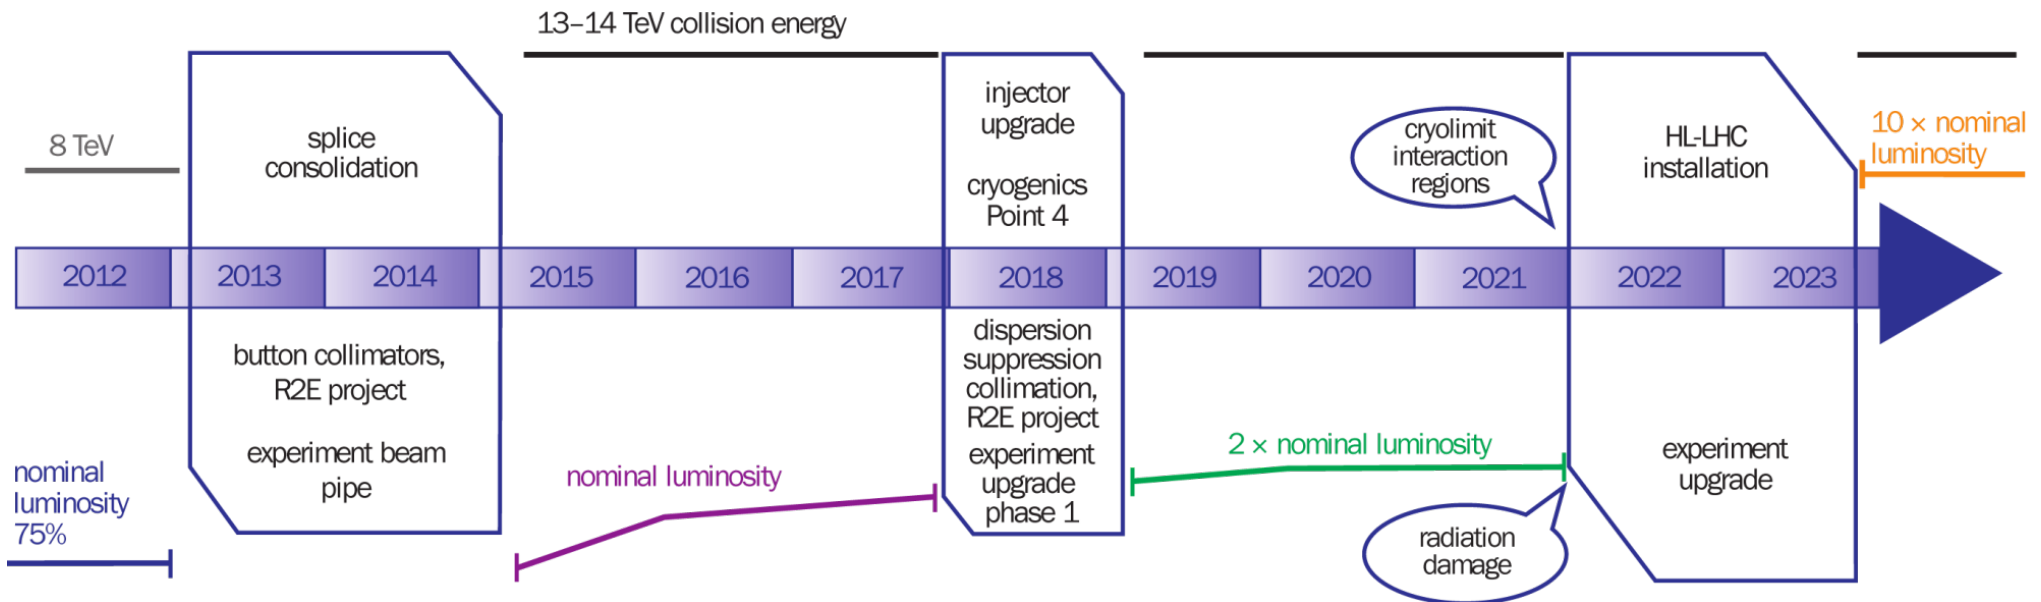 13–14 TeV collision energy
8 TeV
splice
consolidation
injector
upgrade
cryogenics
Point 4
cryolimit
interaction
regions
HL-LHC
installation
10 × nominal
luminosity
2012
2013
2014
2015
2016
2017
2018
2019
2020
2021
2022
2023
button collimators,
R2E project
experiment beam
pipe
nominal
luminosity
75%
nominal luminosity
dispersion
suppression
collimation,
R2E project
experiment
upgrade
phase 1
2 × nominal luminosity
radiation
damage
experiment
upgrade